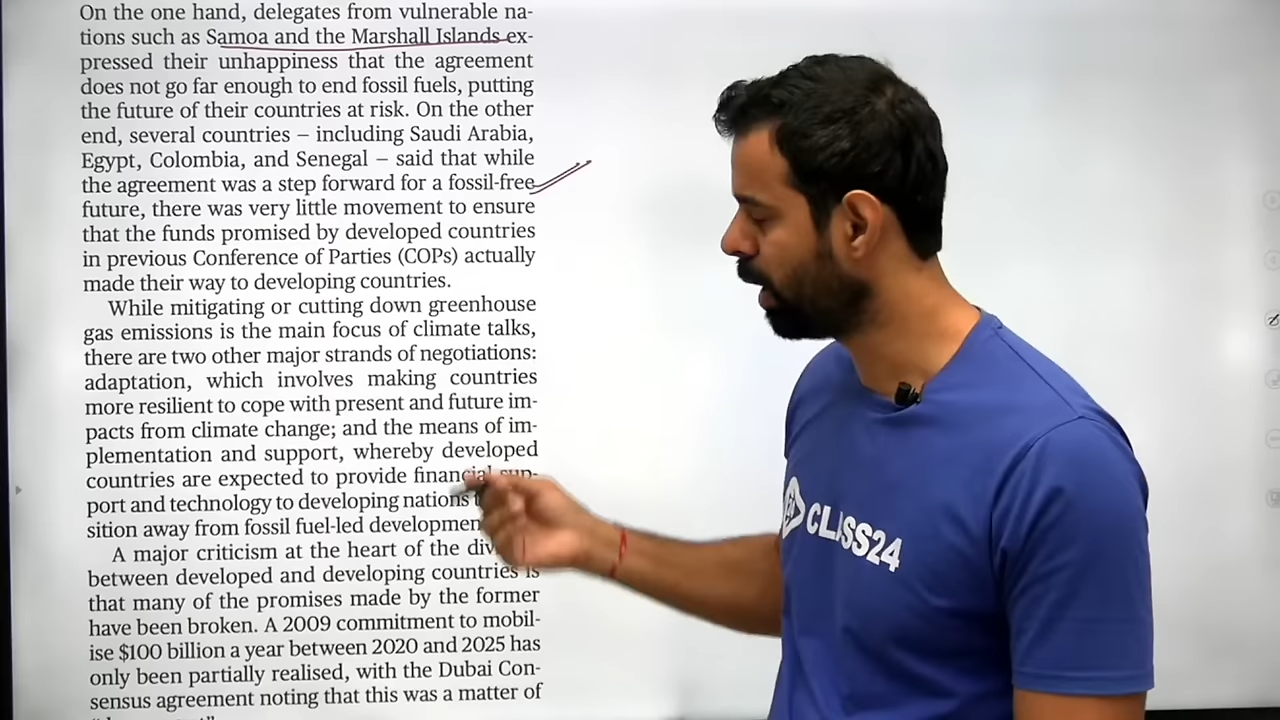 On the one hand, delegates from vulnerable na-
tions such as Samoa and the Marshall Islands ex-
pressed their unhappiness that the agreement
does not go far enough to end fossil fuels, putting
the future of their countries at risk. On the other
end, several countries – including Saudi Arabia,
Egypt, Colombia, and Senegal – said that while
the agreement was a step forward for a fossil-free
future, there was very little movement to ensure
that the funds promised by developed countries
in previous Conference of Parties (COPs) actually
made their way to developing countries.
While mitigating or cutting down greenhouse
gas emissions is the main focus of climate talks,
there are two other major strands of negotiations:
adaptation, which involves making countries
more resilient to cope with present and future im-
pacts from climate change; and the means of im-
plementation and support, whereby developed
countries are expected to provide financial sup-
port and technology to developing nations
sition away from fossil fuel-led developmen
A major criticism at the heart of the div
between developed and developing countries is
that many of the promises made by the former
have been broken. A 2009 commitment to mobil-
ise $100 billion a year between 2020 and 2025 has
only been partially realised, with the Dubai Con-
sensus agreement noting that this was a matter of
CLASS24